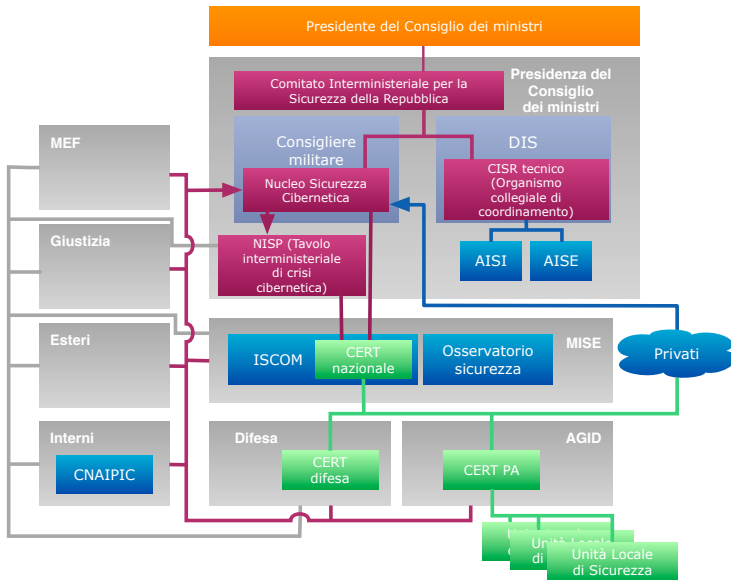 Presidente del Consiglio dei ministri
Comitato Interministeriale per la
Sicurezza della Repubblica
Presidenza del
Consiglio
dei ministri
Consigliere
militare
DIS
Nucleo Sicurezza
Cibernetica
CISR tecnico
(Organismo
collegiale di
coordinamento)
NISP (Tavolo
interministeriale
di crisi
cibernetica)
AISI
AISE
MEF
Giustizia
Esteri
Interni
CNAIPIC
ISCOM
CERT
nazionale
Osservatorio
sicurezza
MISE
Privati
Difesa
CERT
difesa
AGID
CERT PA
Unità Locale
di Sicurezza